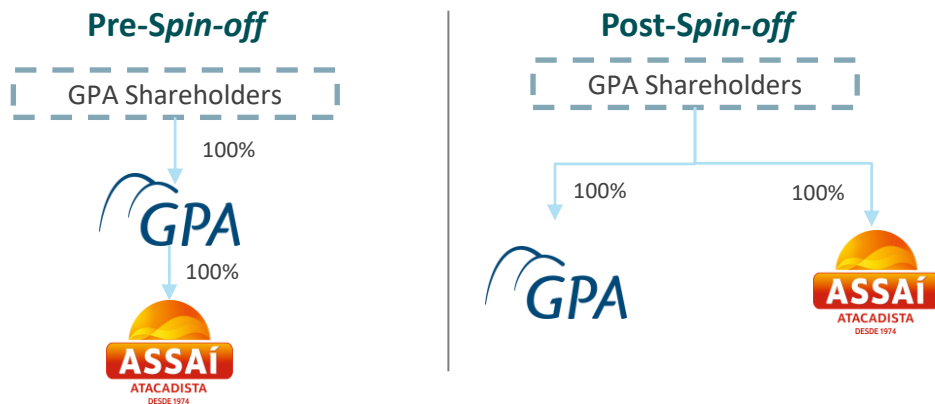 Pre-Spin-off
GPA Shareholders
100%
GPA
100%
ASSAÍ
ATACADISTA
DESDE 1974
Post-Spin-off
GPA Shareholders
100%
100%
GPA
ASSAÍ
ATACADISTA
DESDE 1974